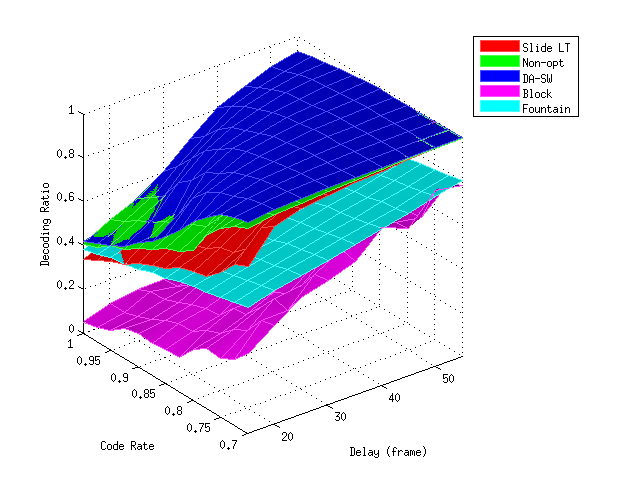 Slide LT
Non-opt
DA-SW
Block
Fountain
1
0.8
0.6
0.4
0.2
0
Decoding Ratio
1
0.95
0.9
0.85
0.8
0.75
0.7
Code Rate
20
30
40
50
Delay (frame)